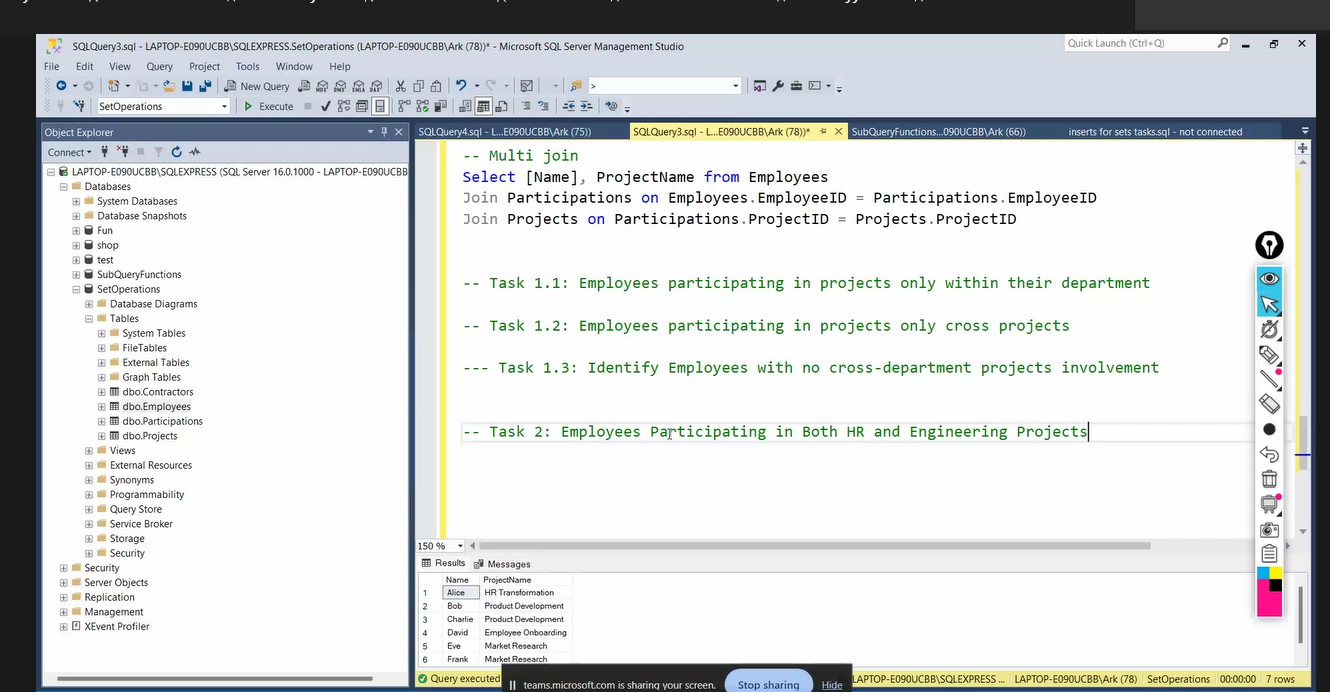 SQLQuery3.sql - LAPTOP-E090UCBB\SQLEXPRESS.SetOperations (LAPTOP-E090UCBB\Ark (78))* - Microsoft SQL Server Management Studio
Quick Launch (Ctrl+Q)
File Edit View Query Project Tools Window Help
New Query
MDX DMX XMLA DAX
>
SetOperations
Execute
Object Explorer
Connect
LAPTOP-E090UCBB\SQLEXPRESS (SQL Server 16.0.1000 - LAPTOP-E090UCBB
Databases
System Databases
Database Snapshots
Fun
shop
test
SubQueryFunctions
SetOperations
Database Diagrams
Tables
System Tables
FileTables
External Tables
Graph Tables
dbo.Contractors
dbo.Employees
dbo.Participations
dbo.Projects
Views
External Resources
Synonyms
Programmability
Query Store
Service Broker
Storage
Security
Security
Server Objects
Replication
Management
XEvent Profiler
SQLQuery4.sql - L...E090UCBB\Ark (75)) SQLQuery3.sql - L...E090UCBB\Ark (78))* SubQueryFunctions...090UCBB\Ark (66)) inserts for sets tasks.sql - not connected
-- Multi join
Select [Name], ProjectName from Employees
Join Participations on Employees.EmployeeID = Participations.EmployeeID
Join Projects on Participations.ProjectID = Projects.ProjectID
-- Task 1.1: Employees participating in projects only within their department
-- Task 1.2: Employees participating in projects only cross projects
--- Task 1.3: Identify Employees with no cross-department projects involvement
-- Task 2: Employees Participating in Both HR and Engineering Projects
150 %
Results Messages
Name ProjectName
1 Alice HR Transformation
2 Bob Product Development
3 Charlie Product Development
4 David Employee Onboarding
5 Eve Market Research
6 Frank Market Research
Query executed
LAPTOP-E090UCBB\SQLEXPRESS ... LAPTOP-E090UCBB\Ark (78) SetOperations 00:00:00 7 rows
teams.microsoft.com is sharing your screen. Stop sharing Hide